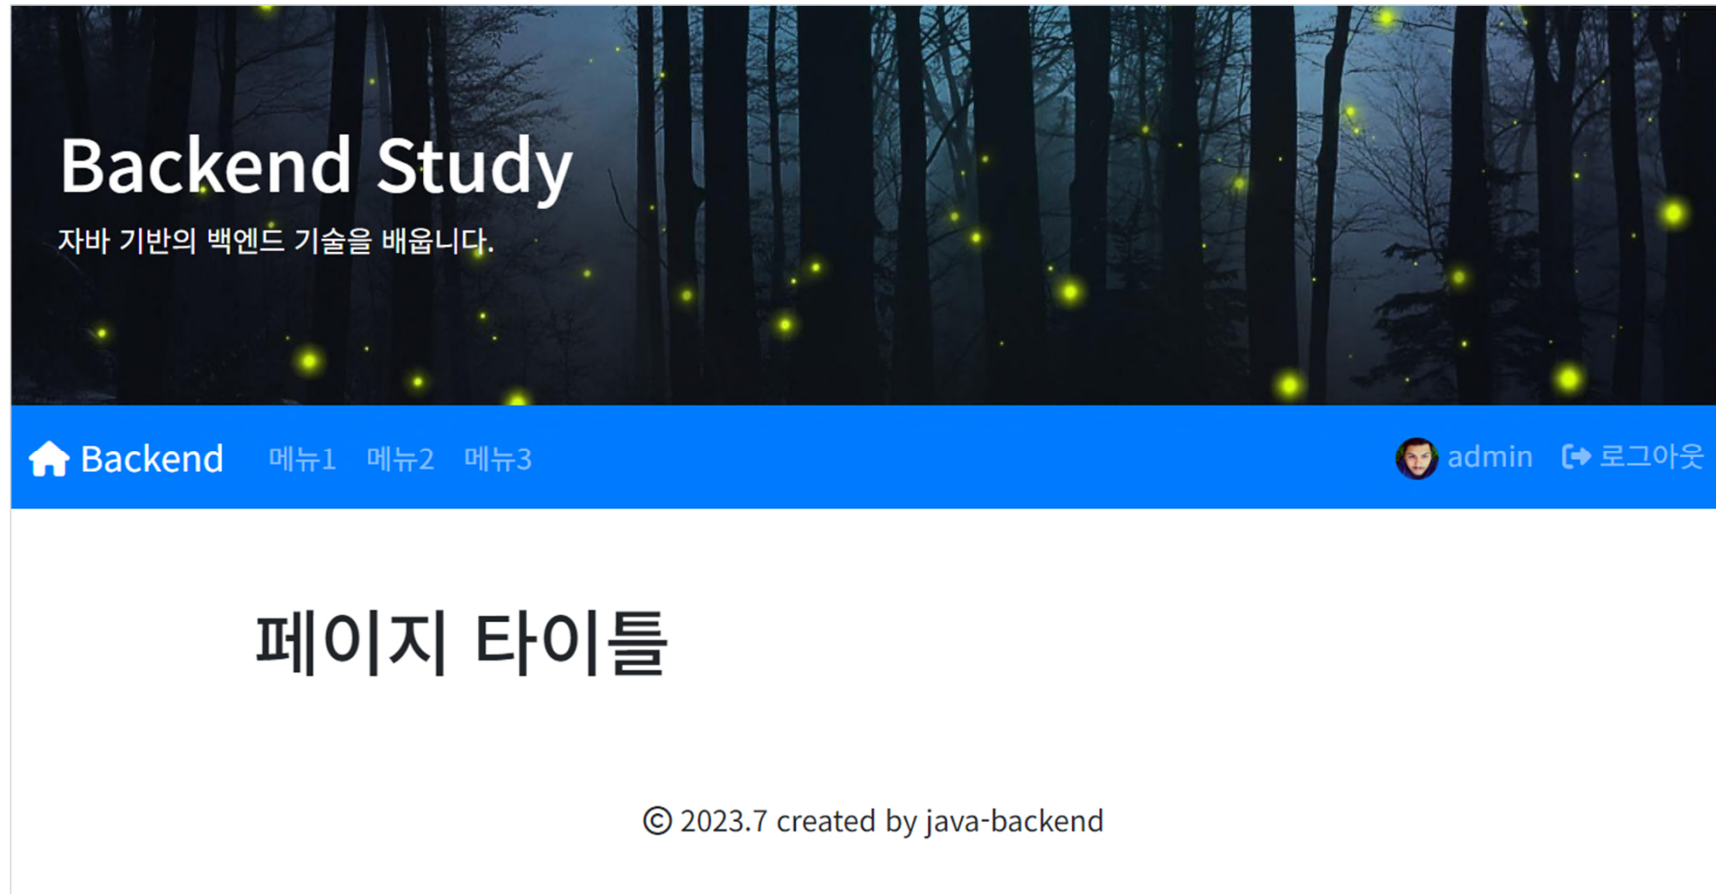 Backend Study
자바 기반의 백엔드 기술을 배웁니다.
Backend 메뉴1 메뉴2 메뉴3 admin 로그아웃
페이지 타이틀
© 2023.7 created by java-backend